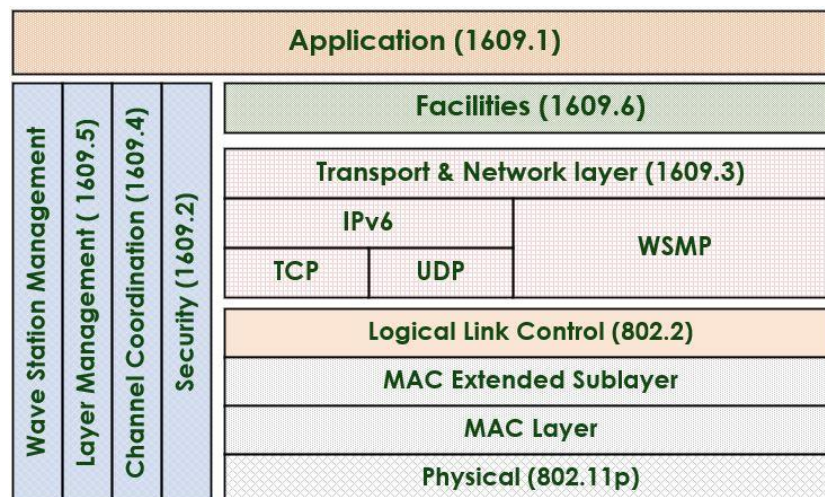 Application (1609.1)
Wave Station Management
Layer Management ( 1609.5)
Channel Coordination (1609.4)
Security (1609.2)
Facilities (1609.6)
Transport & Network layer (1609.3)
IPv6
WSMP
TCP
UDP
Logical Link Control (802.2)
MAC Extended Sublayer
MAC Layer
Physical (802.11p)